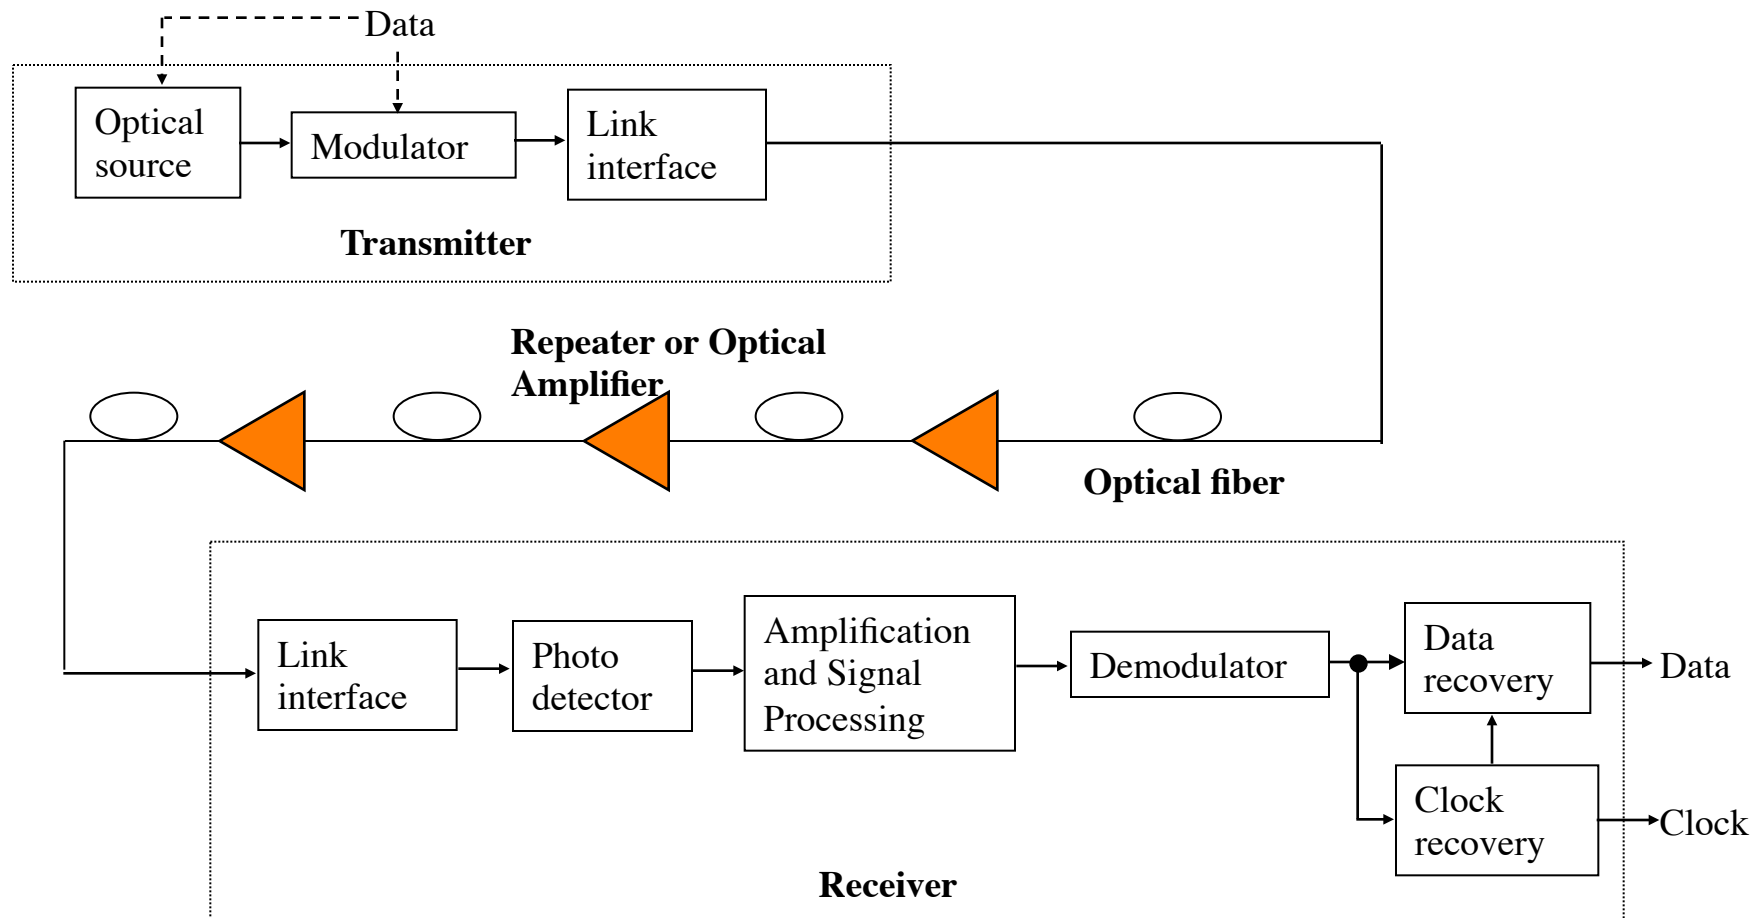 Data
Optical
source
Modulator
Link
interface
Transmitter
Repeater or Optical
Amplifier
Optical fiber
Link
interface
Photo
detector
Amplification
and Signal
Processing
Demodulator
Data
recovery
Data
Clock
recovery
Clock
Receiver